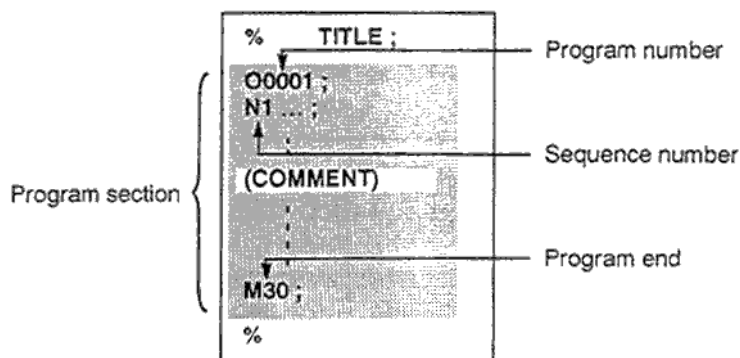 % TITLE ;
Program number
O0001 ;
N1 ... ;
Sequence number
(COMMENT)
Program section
Program end
M30 ;
%